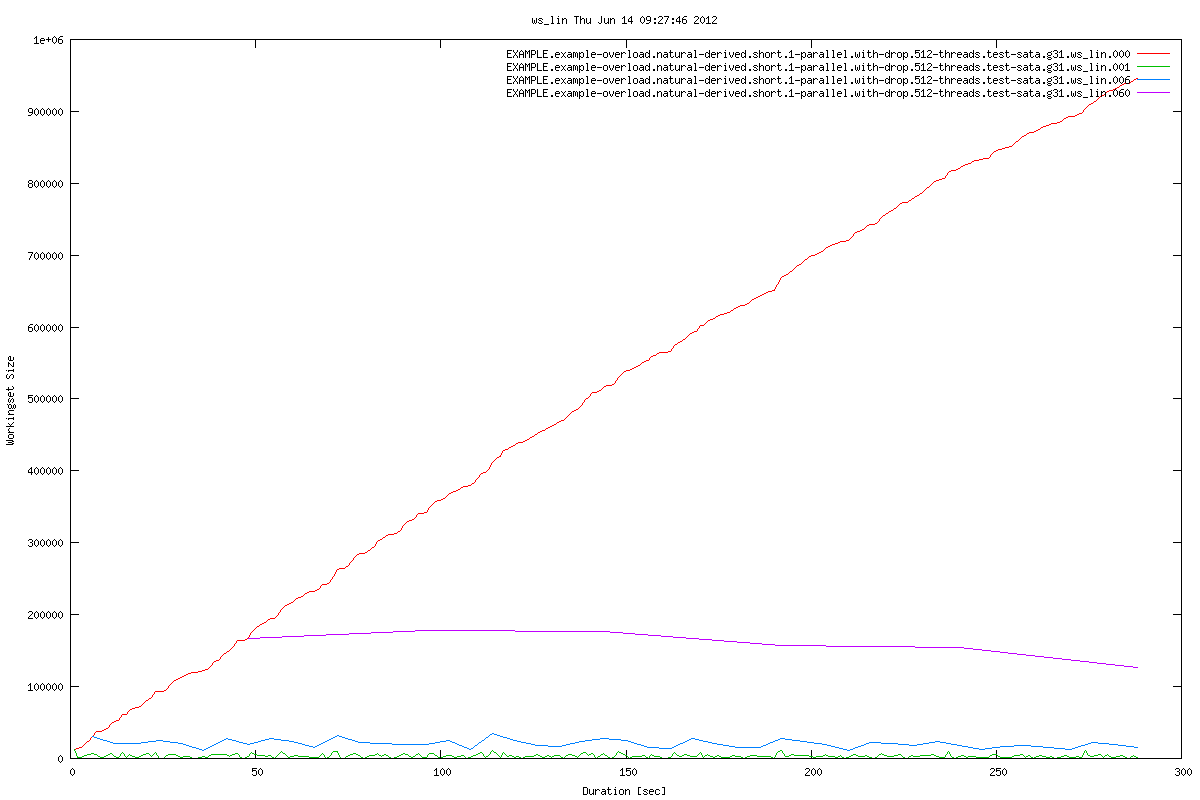 ws_lin Thu Jun 14 09:27:46 2012
1e+06
EXAMPLE.example-overload.natural-derived.short.1-parallel.with-drop.512-threads.test-sata.g31.ws_lin.000
EXAMPLE.example-overload.natural-derived.short.1-parallel.with-drop.512-threads.test-sata.g31.ws_lin.001
EXAMPLE.example-overload.natural-derived.short.1-parallel.with-drop.512-threads.test-sata.g31.ws_lin.006
EXAMPLE.example-overload.natural-derived.short.1-parallel.with-drop.512-threads.test-sata.g31.ws_lin.060
900000
800000
700000
600000
500000
400000
300000
200000
100000
0
Workingset Size
0 50 100 150 200 250 300
Duration [sec]